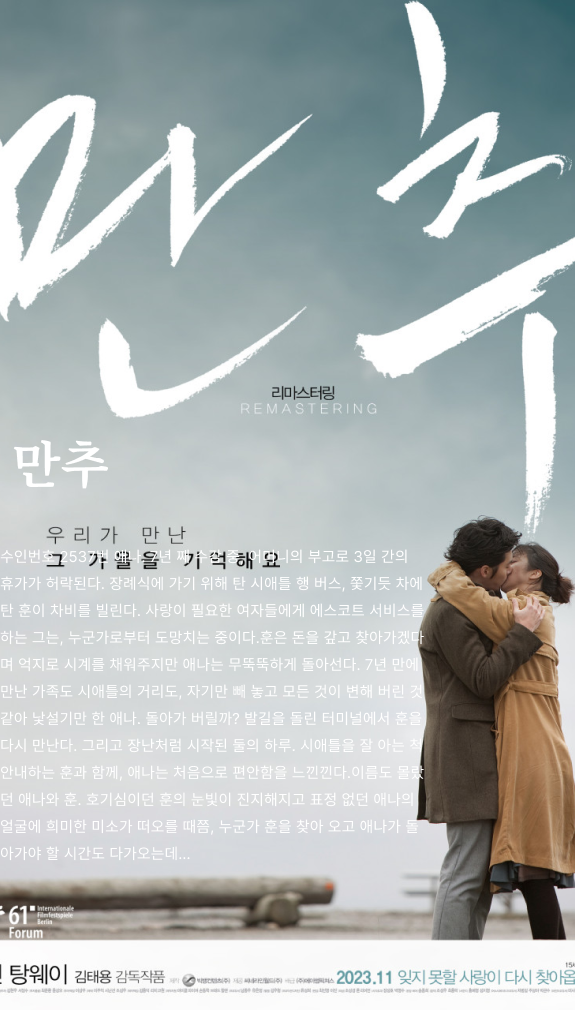 만추
리마스터링
REMASTERING
만추
우리가 만난
그 가을을 기억해요
수인번호 2537번 애나. 7년 째 수감 중, 어머니의 부고로 3일 간의
휴가가 허락된다. 장례식에 가기 위해 탄 시애틀 행 버스, 쫓기듯 차에
탄 훈이 차비를 빌린다. 사랑이 필요한 여자들에게 에스코트 서비스를
하는 그는, 누군가로부터 도망치는 중이다.훈은 돈을 갚고 찾아가겠다
며 억지로 시계를 채워주지만 애나는 무뚝뚝하게 돌아선다. 7년 만에
만난 가족도 시애틀의 거리도, 자기만 빼 놓고 모든 것이 변해 버린 것
같아 낯설기만 한 애나. 돌아가 버릴까? 발길을 돌린 터미널에서 훈을
다시 만난다. 그리고 장난처럼 시작된 둘의 하루. 시애틀을 잘 아는 척
안내하는 훈과 함께, 애나는 처음으로 편안함을 느낀낀다.이름도 몰랐
던 애나와 훈. 호기심이던 훈의 눈빛이 진지해지고 표정 없던 애나의
얼굴에 희미한 미소가 떠오를 때쯤, 누군가 훈을 찾아 오고 애나가 돌
아가야 할 시간도 다가오는데...
61
Internationale
Filmfestspiele
Berlin
Forum
탕웨이 김태용 감독작품 2023.11 잊지 못할 사랑이 다시 찾아옵